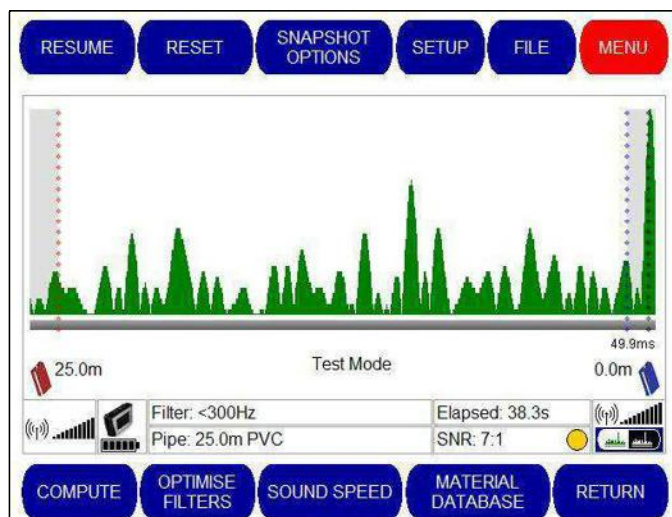 RESUME
RESET
SNAPSHOT
OPTIONS
SETUP
FILE
MENU
49.9ms
25.0m
Test Mode
0.0m
Filter: <300Hz
Elapsed: 38.3s
Pipe: 25.0m PVC
SNR: 7:1
COMPUTE
OPTIMISE
FILTERS
SOUND SPEED
MATERIAL
DATABASE
RETURN